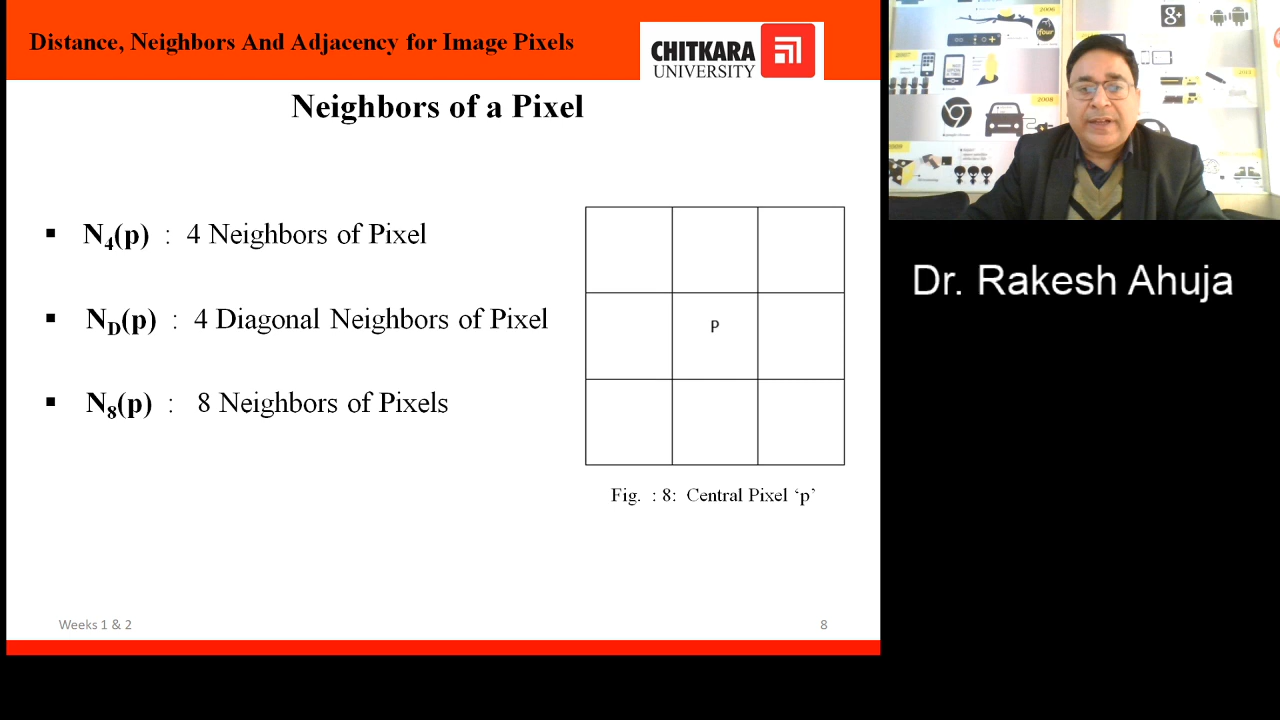 Distance, Neighbors And Adjacency for Image Pixels
CHITKARA
UNIVERSITY
Neighbors of a Pixel
▪ N4(p) : 4 Neighbors of Pixel
▪ ND(p) : 4 Diagonal Neighbors of Pixel
▪ N8(p) : 8 Neighbors of Pixels
P
Fig. : 8: Central Pixel ‘p’
Weeks 1 & 2
8
Dr. Rakesh Ahuja
2006
2008